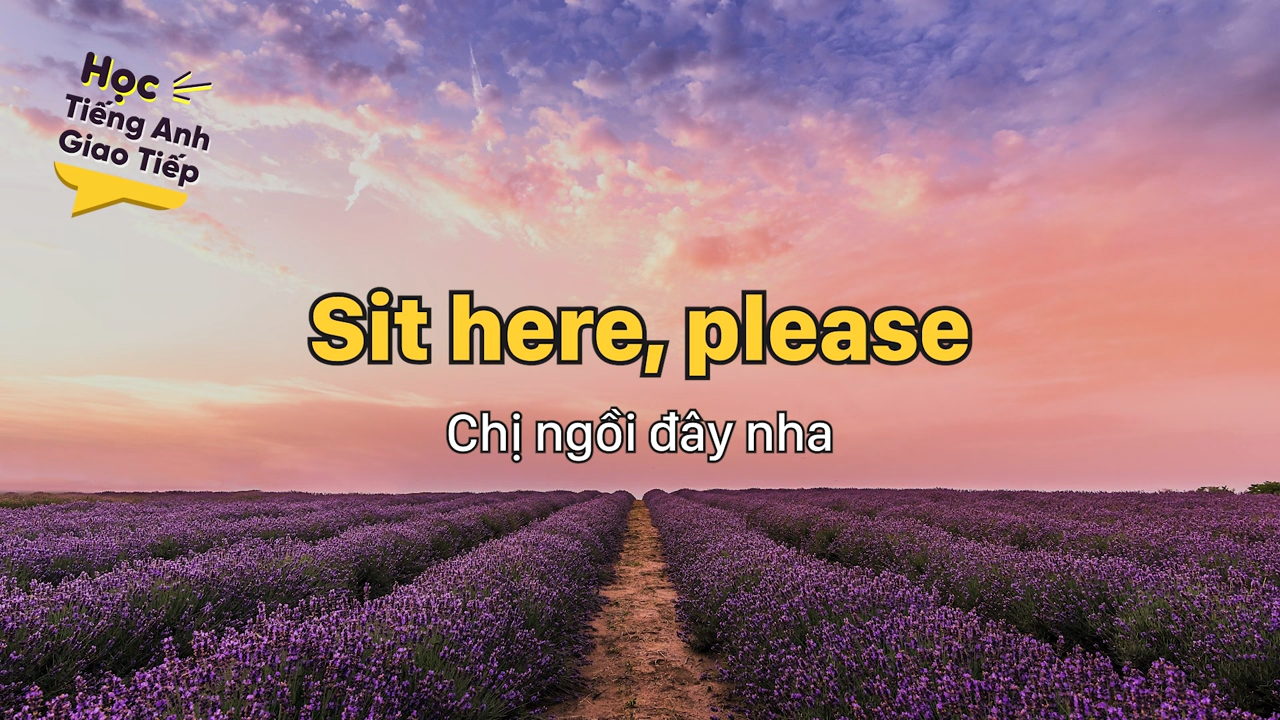 Học
Tiếng Anh
Giao Tiếp
Sit here, please
Chị ngồi đây nha